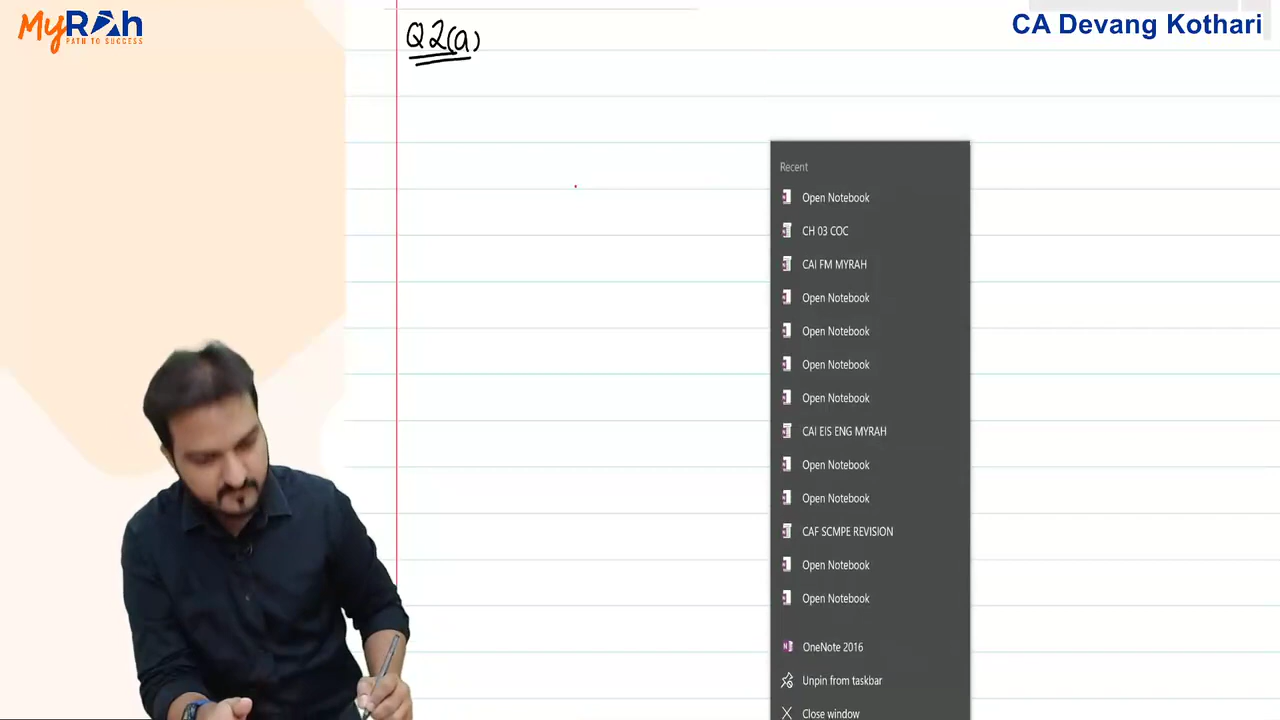 MyRAh
PATH TO SUCCESS
CA Devang Kothari
Q2(a)
Recent
Open Notebook
CH 03 COC
CAI FM MYRAH
Open Notebook
Open Notebook
Open Notebook
Open Notebook
CAI EIS ENG MYRAH
Open Notebook
Open Notebook
CAF SCMPE REVISION
Open Notebook
Open Notebook
OneNote 2016
Unpin from taskbar
Close window